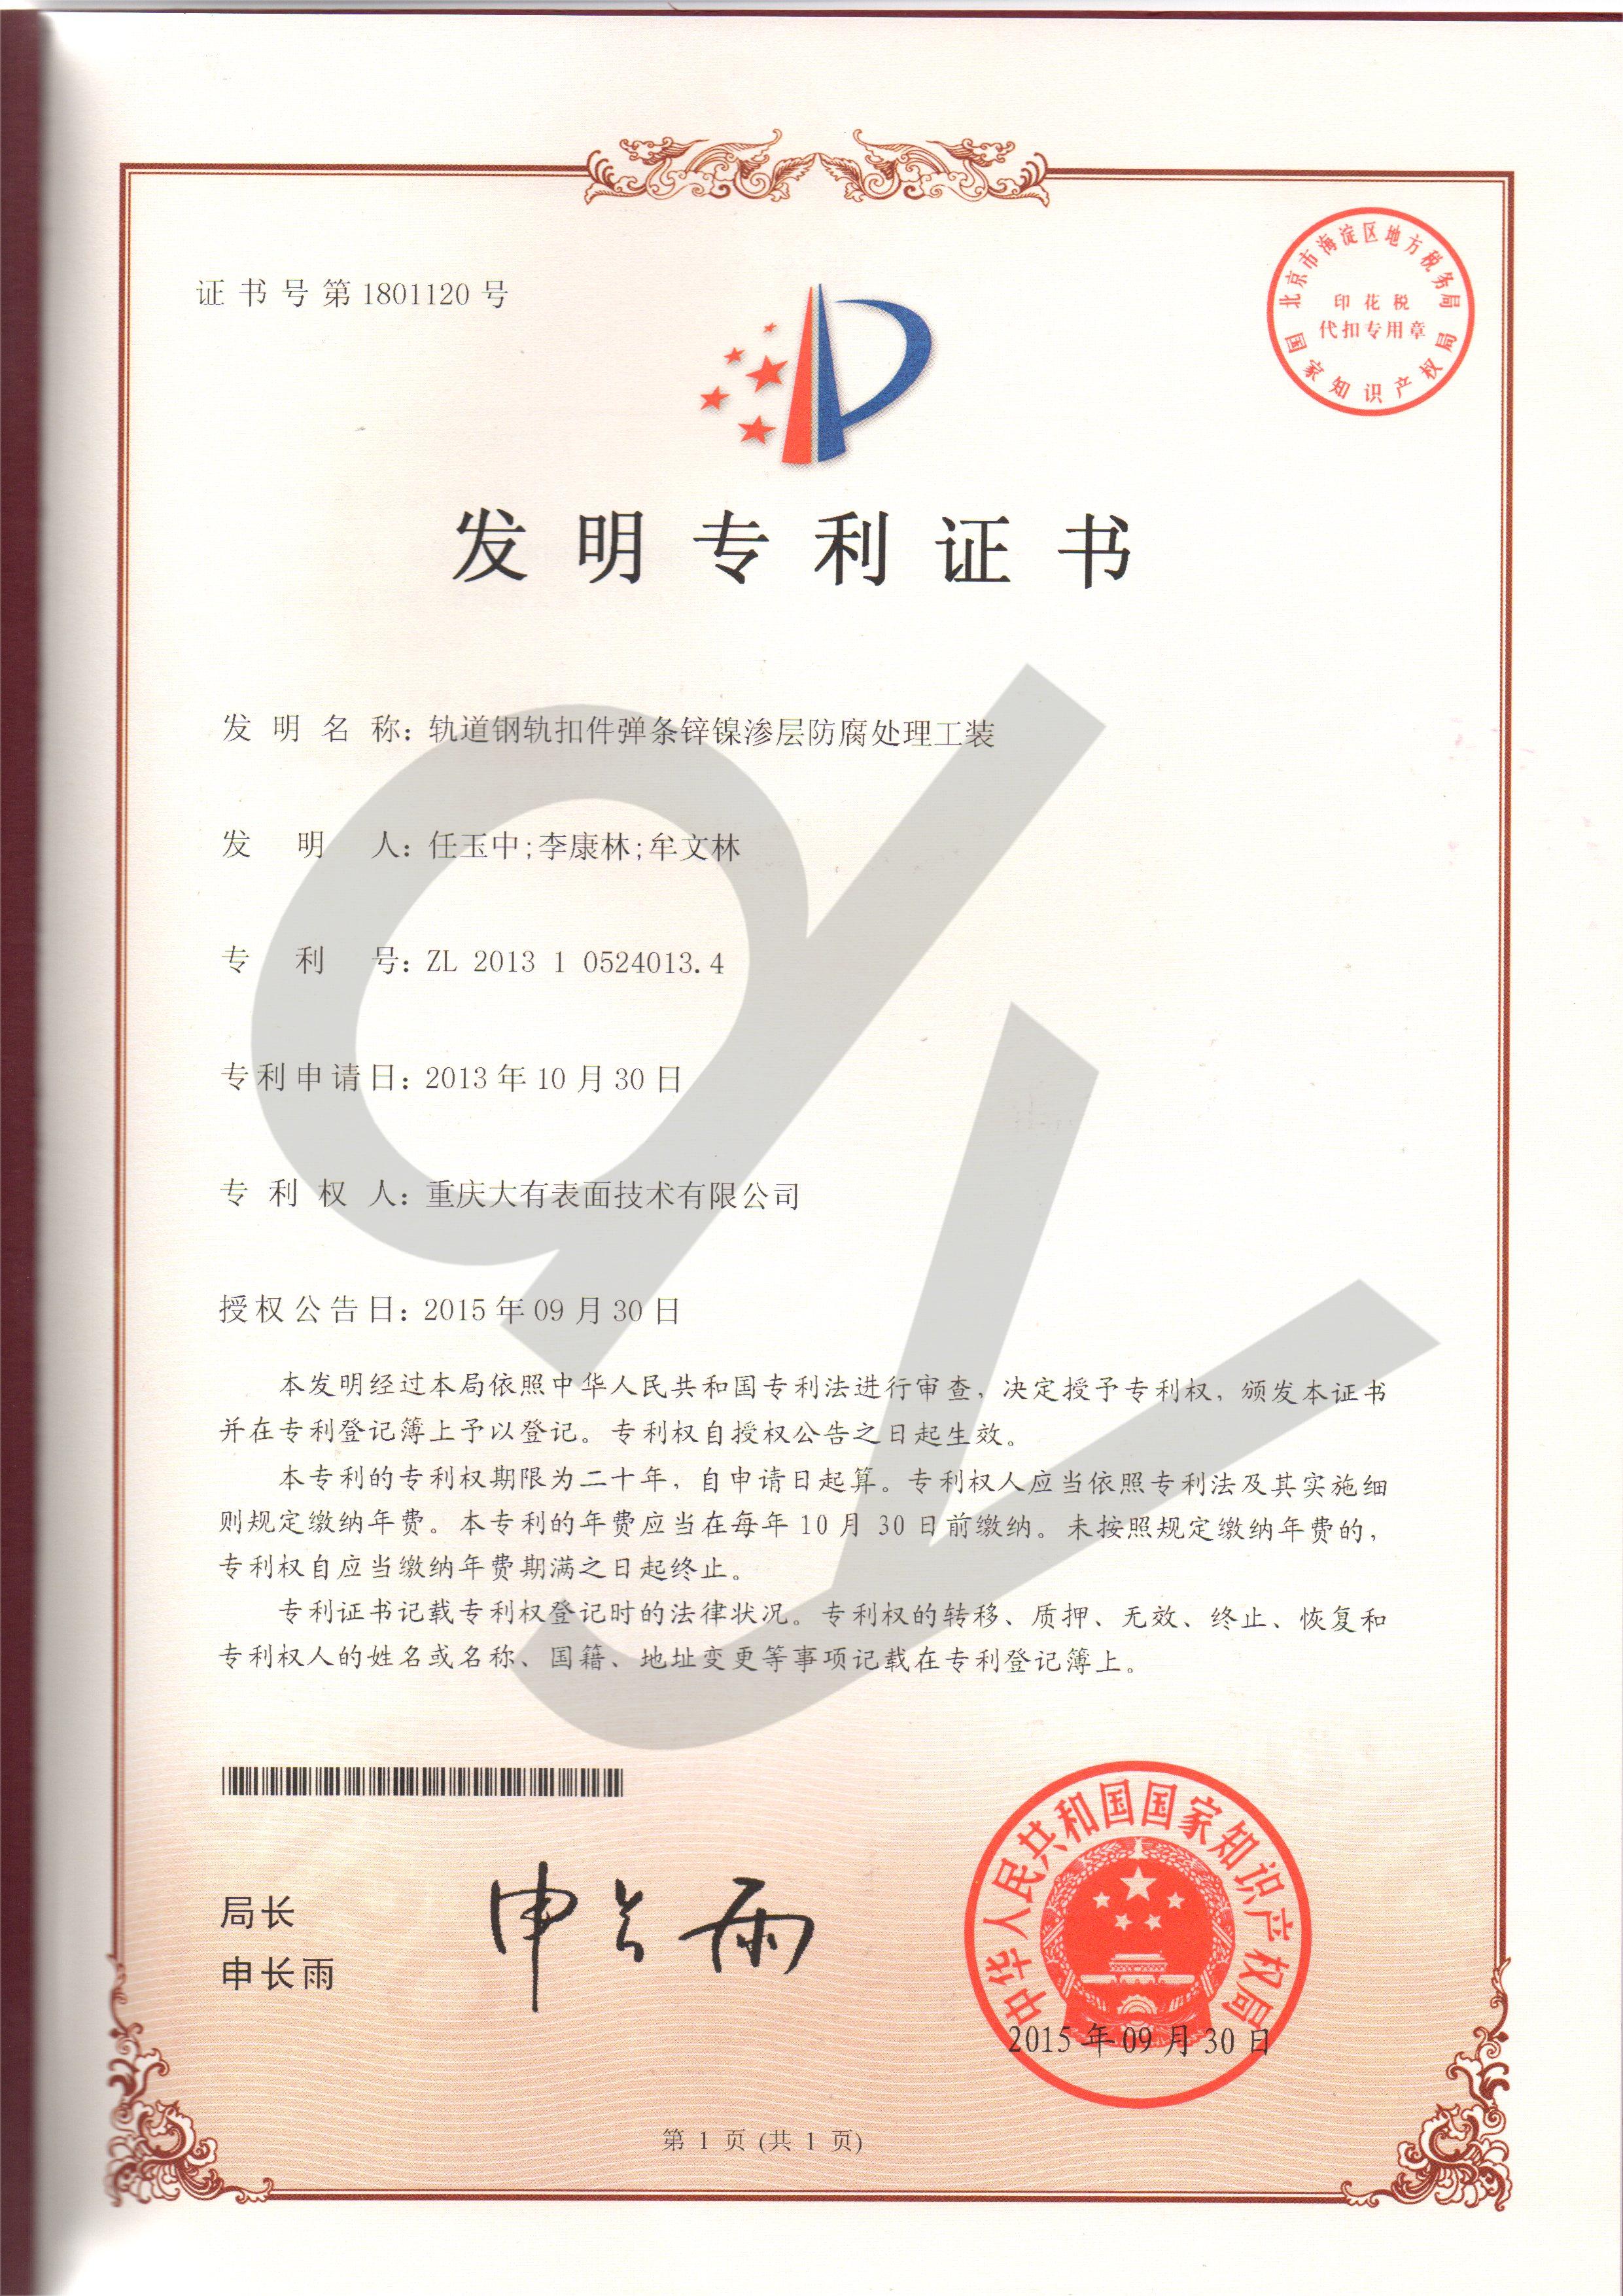 证书号第1801120号
北京市海淀区地方税务局
印花税
代扣专用章
国家知识产权局
发明专利证书
发明名称：轨道钢轨扣件弹条锌镍渗层防腐处理工装
发明人：任玉中;李康林;牟文林
专利号：ZL 2013 1 0524013.4
专利申请日：2013年10月30日
专利权人：重庆大有表面技术有限公司
授权公告日：2015年09月30日
本发明经过本局依照中华人民共和国专利法进行审查，决定授予专利权，颁发本证书
并在专利登记簿上予以登记。专利权自授权公告之日起生效。
本专利的专利权期限为二十年，自申请日起算。专利权人应当依照专利法及其实施细
则规定缴纳年费。本专利的年费应当在每年10月30日前缴纳。未按照规定缴纳年费的，
专利权自应当缴纳年费期满之日起终止。
专利证书记载专利权登记时的法律状况。专利权的转移、质押、无效、终止、恢复和
专利权人的姓名或名称、国籍、地址变更等事项记载在专利登记簿上。
局长
申长雨
申长雨
中华人民共和国国家知识产权局
2015年09月30日
第 1 页 (共 1 页)